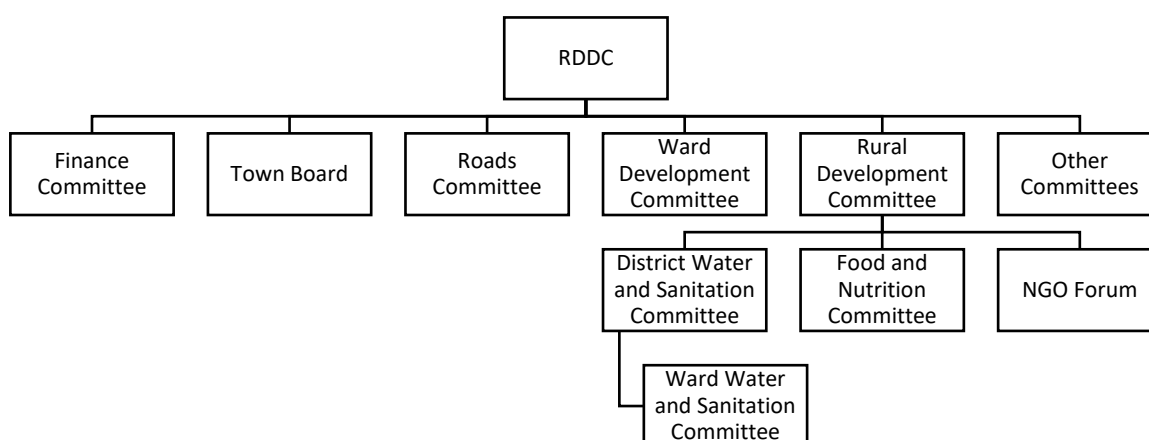 RDDC
Finance
Committee
Town Board
Roads
Committee
Ward
Development
Committee
Rural
Development
Committee
Other
Committees
District Water
and Sanitation
Committee
Food and
Nutrition
Committee
NGO Forum
Ward Water
and Sanitation
Committee